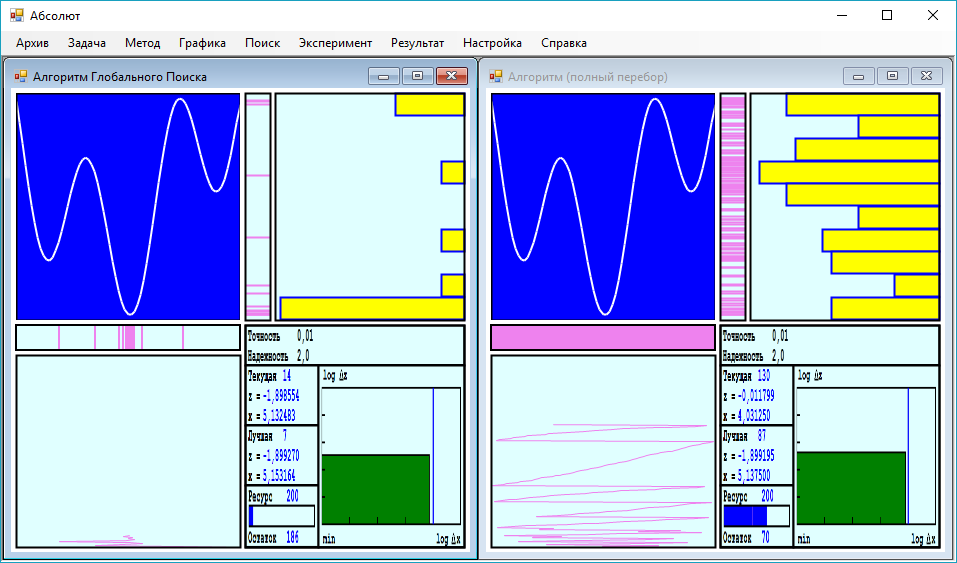 Абсолют
Архив Задача Метод Графика Поиск Эксперимент Результат Настройка Справка
Алгоритм Глобального Поиска
Точность 0,01
Надежность 2,0
Текущая 14
z =-1,898554
x = 5,132483
log Δx
Лучшая 7
z =-1,899270
x = 5,153164
Ресурс 200
Остаток 186
min log Δx
Алгоритм (полный перебор)
Точность 0,01
Надежность 2,0
Текущая 130
z =-0,011799
x = 4,031250
log Δx
Лучшая 87
z =-1,899195
x = 5,137500
Ресурс 200
Остаток 70
min log Δx